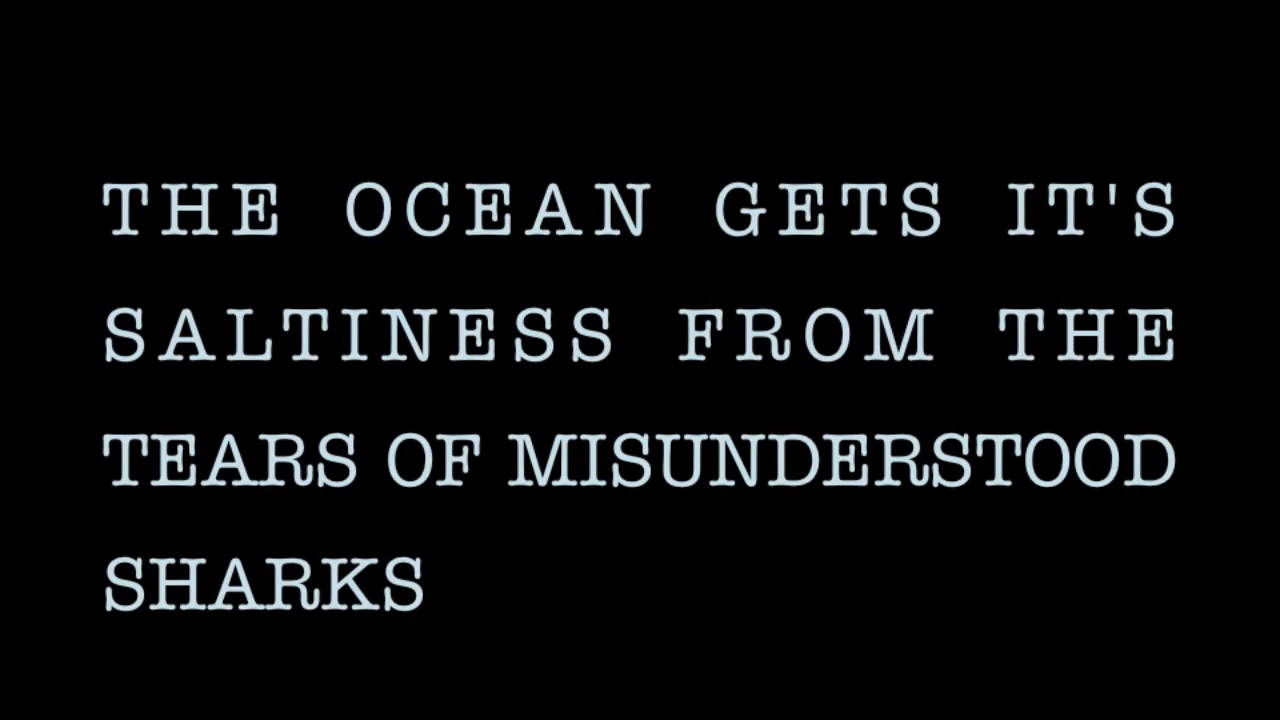 THE OCEAN GETS IT'S
SALTINESS FROM THE
TEARS OF MISUNDERSTOOD
SHARKS